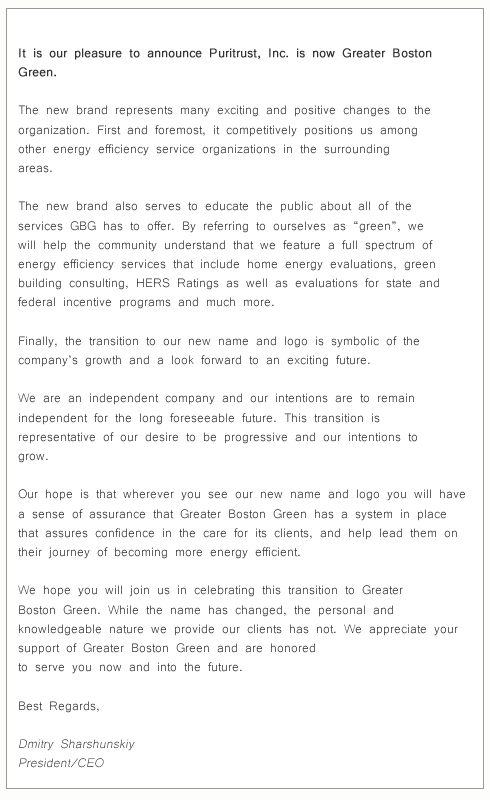 It is our pleasure to announce Puritrust, Inc. is now Greater Boston
Green.
The new brand represents many exciting and positive changes to the
organization. First and foremost, it competitively positions us among
other energy efficiency service organizations in the surrounding
areas.
The new brand also serves to educate the public about all of the
services GBG has to offer. By referring to ourselves as “green”, we
will help the community understand that we feature a full spectrum of
energy efficiency services that include home energy evaluations, green
building consulting, HERS Ratings as well as evaluations for state and
federal incentive programs and much more.
Finally, the transition to our new name and logo is symbolic of the
company's growth and a look forward to an exciting future.
We are an independent company and our intentions are to remain
independent for the long foreseeable future. This transition is
representative of our desire to be progressive and our intentions to
grow.
Our hope is that wherever you see our new name and logo you will have
a sense of assurance that Greater Boston Green has a system in place
that assures confidence in the care for its clients, and help lead them on
their journey of becoming more energy efficient.
We hope you will join us in celebrating this transition to Greater
Boston Green. While the name has changed, the personal and
knowledgeable nature we provide our clients has not. We appreciate your
support of Greater Boston Green and are honored
to serve you now and into the future.
Best Regards,
Dmitry Sharshunskiy
President/CEO